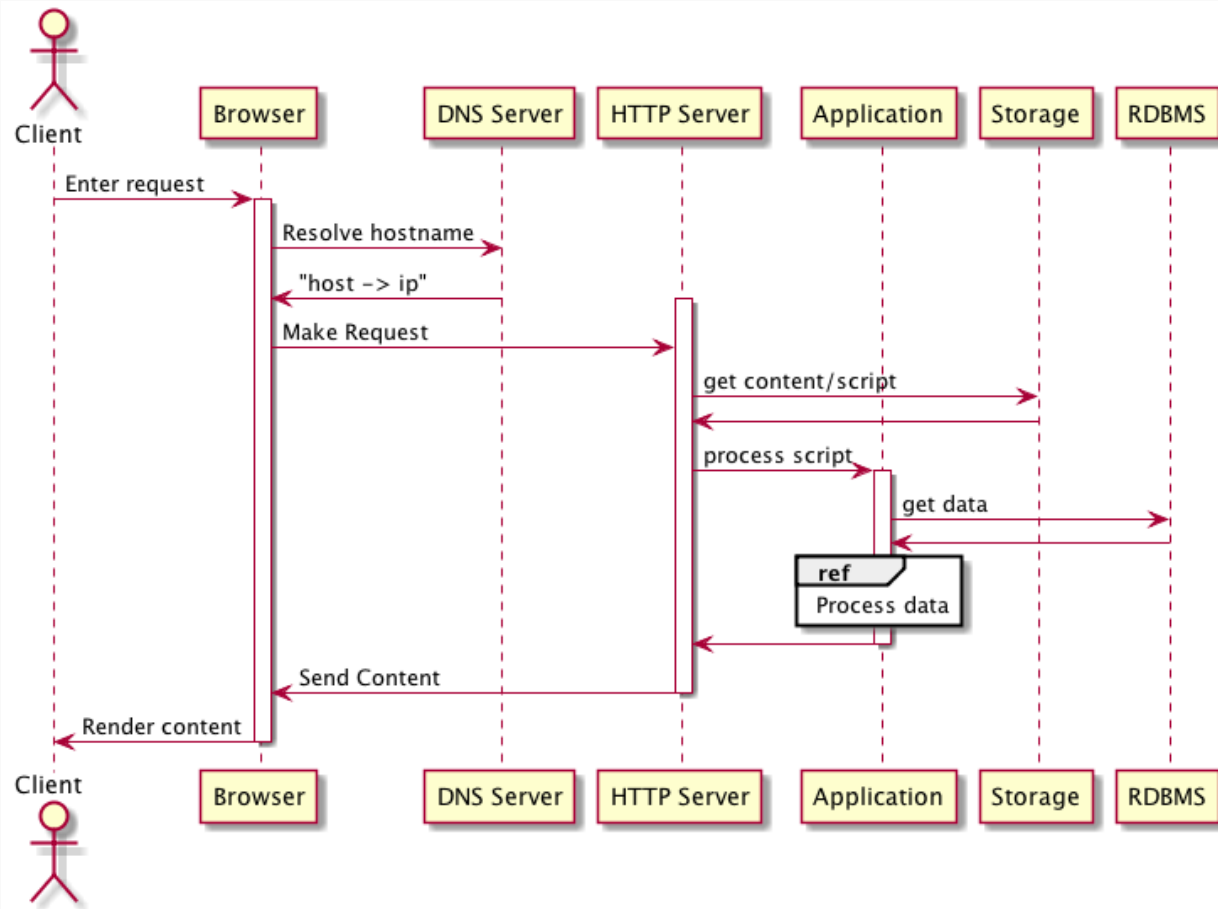 Client
Browser
DNS Server
HTTP Server
Application
Storage
RDBMS
Enter request
Resolve hostname
"host -> ip"
Make Request
get content/script
process script
get data
ref
Process data
Send Content
Render content
Client
Browser
DNS Server
HTTP Server
Application
Storage
RDBMS